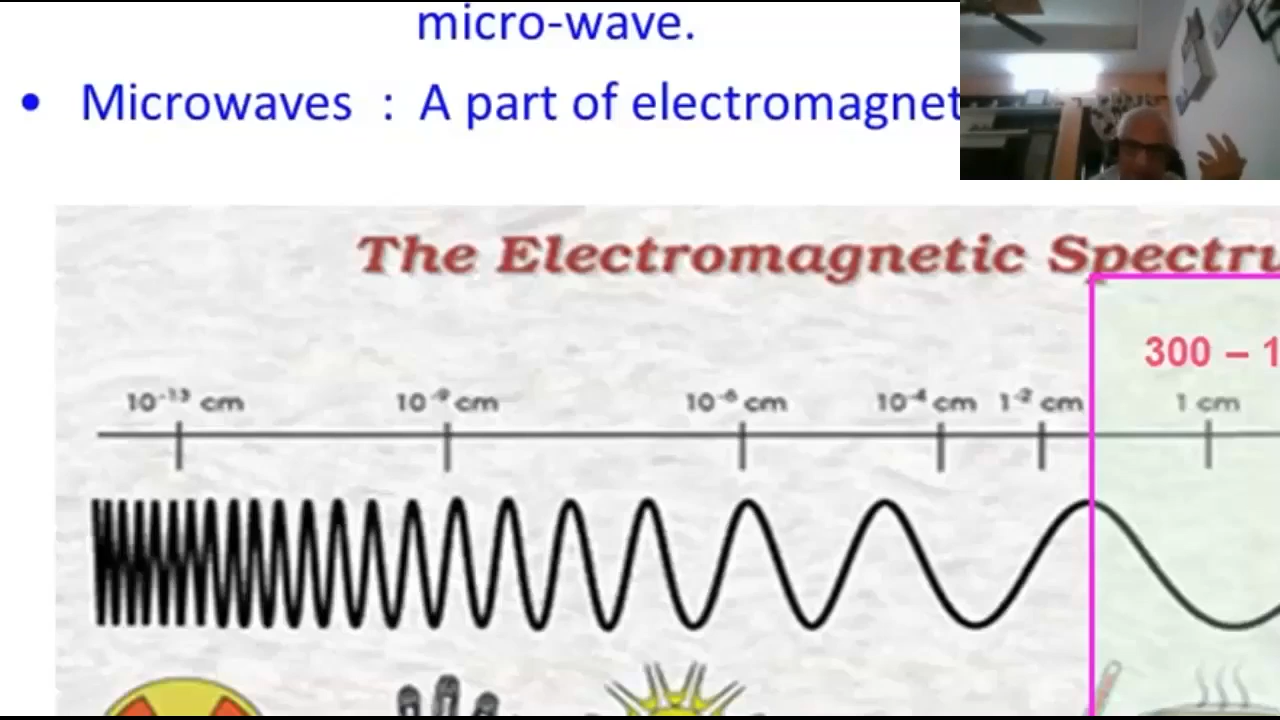 micro-wave.
• Microwaves : A part of electromagnet
The Electromagnetic Spectru
300 – 1
10⁻¹³ cm 10⁻⁹ cm 10⁻⁶ cm 10⁻⁴ cm 1⁻² cm 1 cm